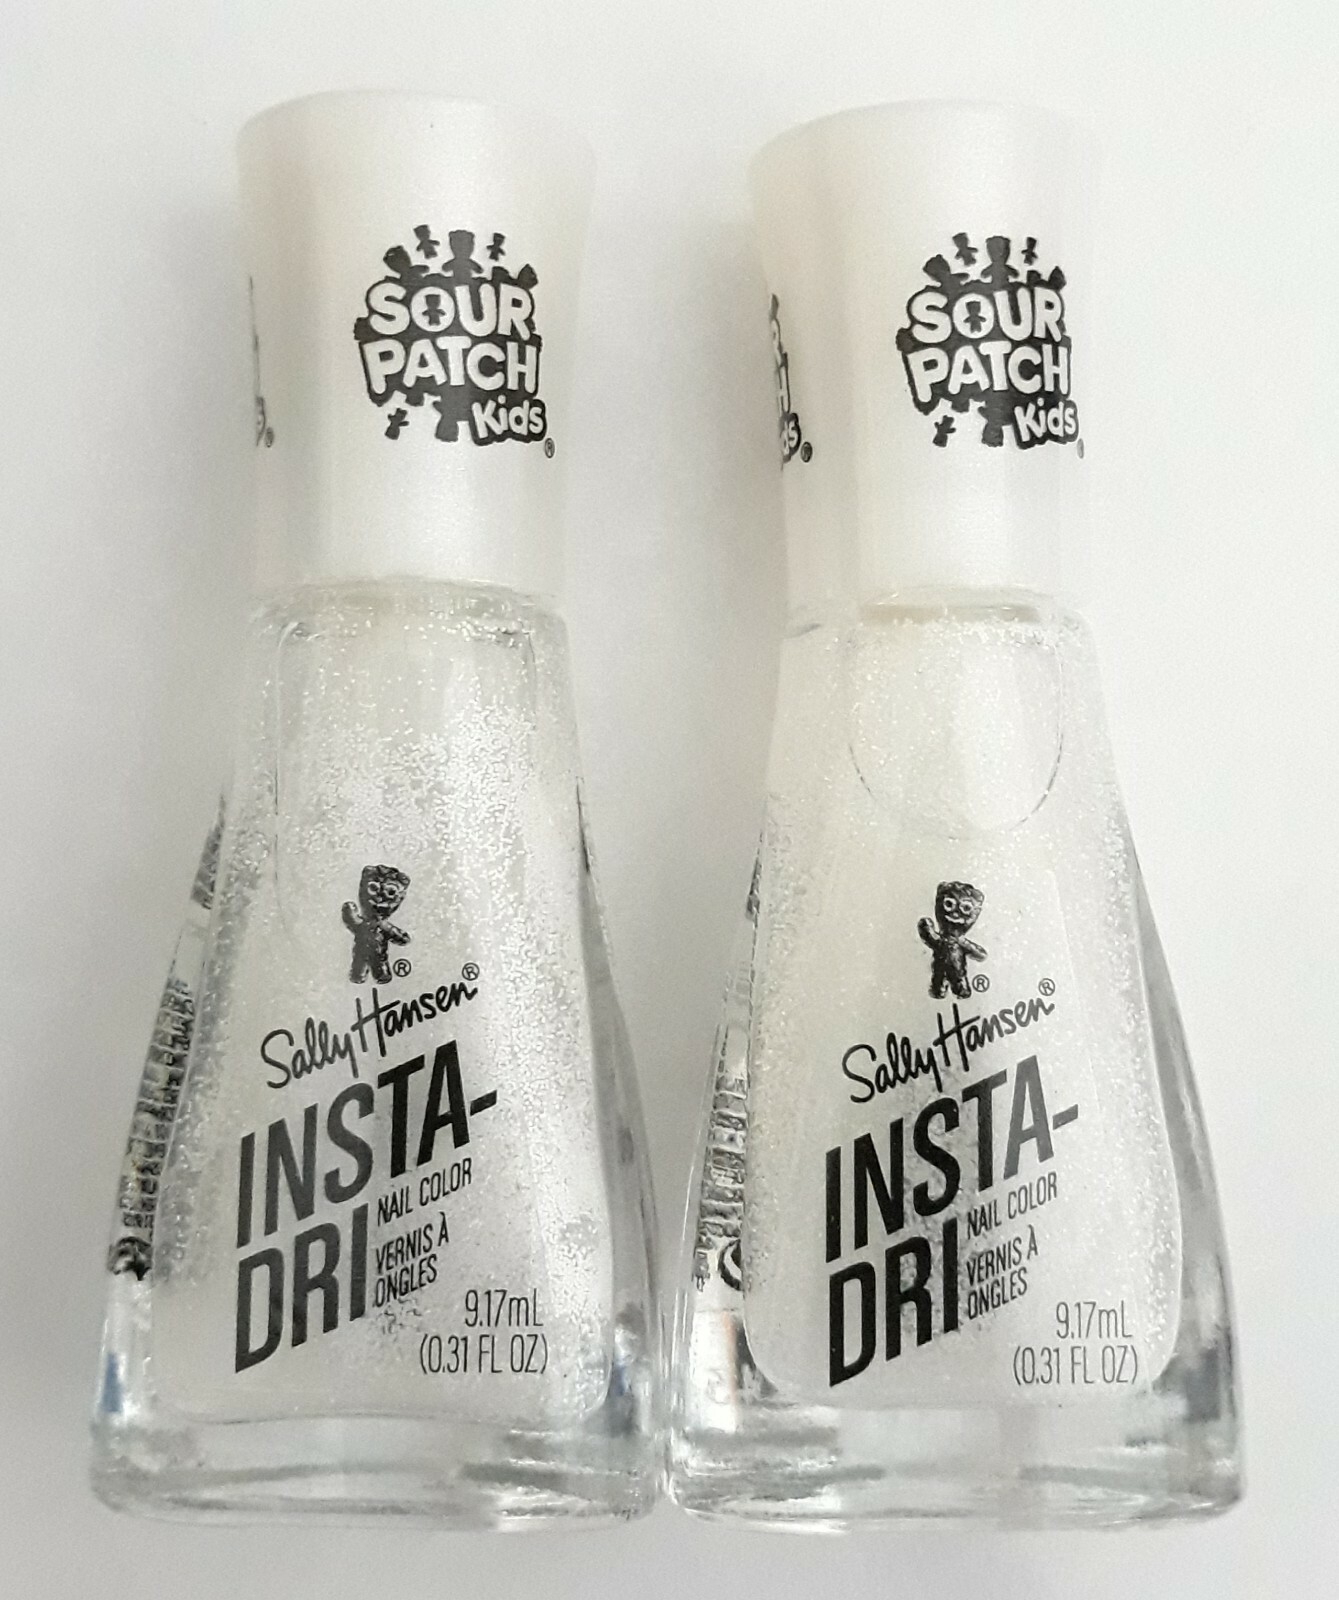 SOUR
PATCH
Kids®
®
Sally Hansen®
INSTA-
DRI
NAIL COLOR
VERNIS À
ONGLES
9.17mL
(0.31 FL OZ)
SOUR
PATCH
Kids®
®
Sally Hansen®
INSTA-
DRI
NAIL COLOR
VERNIS À
ONGLES
9.17mL
(0.31 FL OZ)